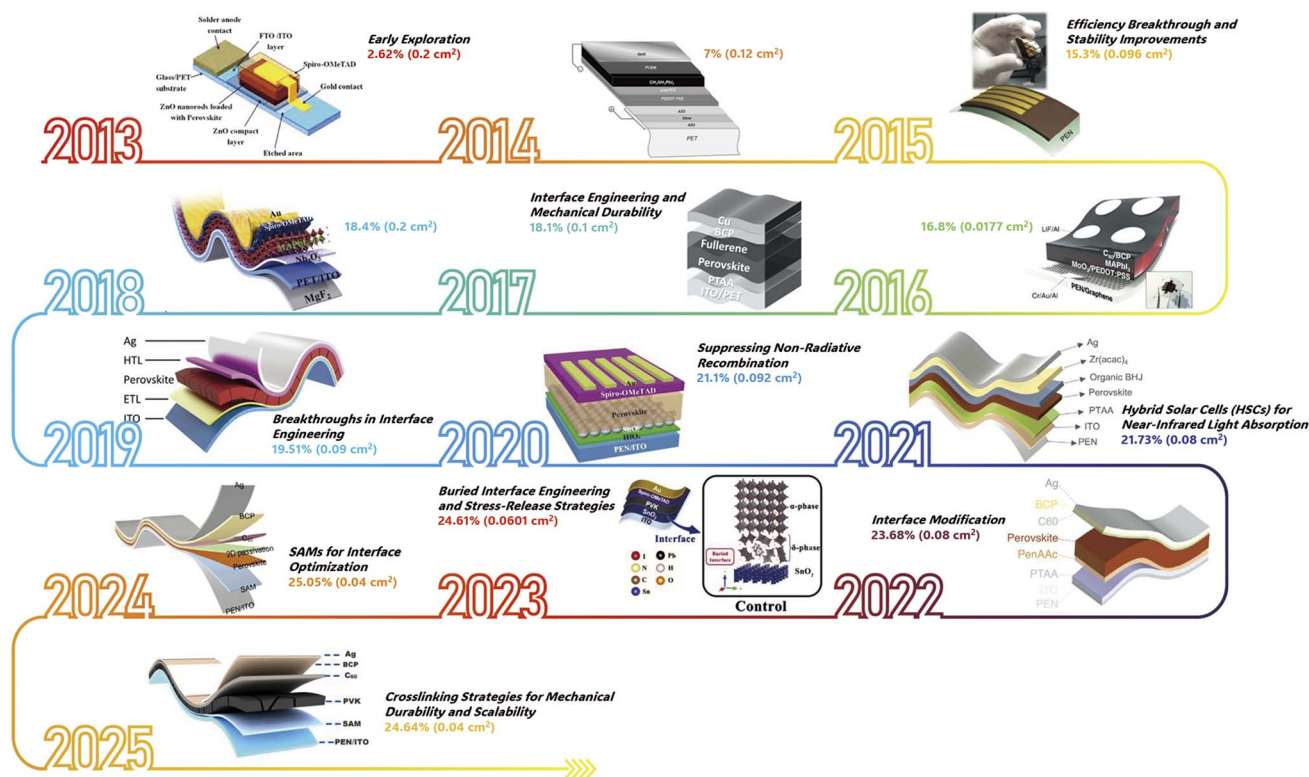 Solder anode
contact
FTO /ITO
layer
Spiro-OMeTAD
Glass/PET
substrate
Gold contact
ZnO nanorods loaded
with Perovskite
ZnO compact
layer
Etched area
Early Exploration
2.62% (0.2 cm²)
2013
Gold
PCBM
CH₃NH₃PbI₃
polyTPD
PEDOT:PSS
AZO
Silver
AZO
PET
7% (0.12 cm²)
2014
Efficiency Breakthrough and
Stability Improvements
15.3% (0.096 cm²)
PEN
2015
Au
Spiro-OMeTAD
MAPbI₃
Nb₂O₅
PET/ITO
MgF₂
18.4% (0.2 cm²)
2018
Interface Engineering and
Mechanical Durability
18.1% (0.1 cm²)
Cu
BCP
Fullerene
Perovskite
PTAA
ITO/PET
2017
16.8% (0.0177 cm²)
LiF/Al
C₆₀/BCP
MAPbI₃
MoO₃/PEDOT:PSS
PEN/Graphene
Cr/Au/Al
2016
Ag
HTL
Perovskite
ETL
ITO
Breakthroughs in Interface
Engineering
19.51% (0.09 cm²)
2019
Au
Spiro-OMeTAD
Perovskite
SnO₂
HfOₓ
PEN/ITO
Suppressing Non-Radiative
Recombination
21.1% (0.092 cm²)
2020
Ag
Zr(acac)₄
Organic BHJ
Perovskite
PTAA
ITO
PEN
Hybrid Solar Cells (HSCs) for
Near-Infrared Light Absorption
21.73% (0.08 cm²)
2021
Ag
BCP
C₆₀
2D passivation
Perovskite
SAM
PEN/ITO
SAMs for Interface
Optimization
25.05% (0.04 cm²)
2024
Buried Interface Engineering
and Stress-Release Strategies
24.61% (0.0601 cm²)
Au
Spiro-OMeTAD
PVK
SnO₂
ITO
Interface
I
Pb
N
H
C
O
Sn
α-phase
δ-phase
Buried
Interface
SnO₂
Control
2023
Interface Modification
23.68% (0.08 cm²)
Ag
BCP
C60
Perovskite
PenAAc
PTAA
ITO
PEN
2022
Ag
BCP
C₆₀
PVK
SAM
PEN/ITO
Crosslinking Strategies for Mechanical
Durability and Scalability
24.64% (0.04 cm²)
2025